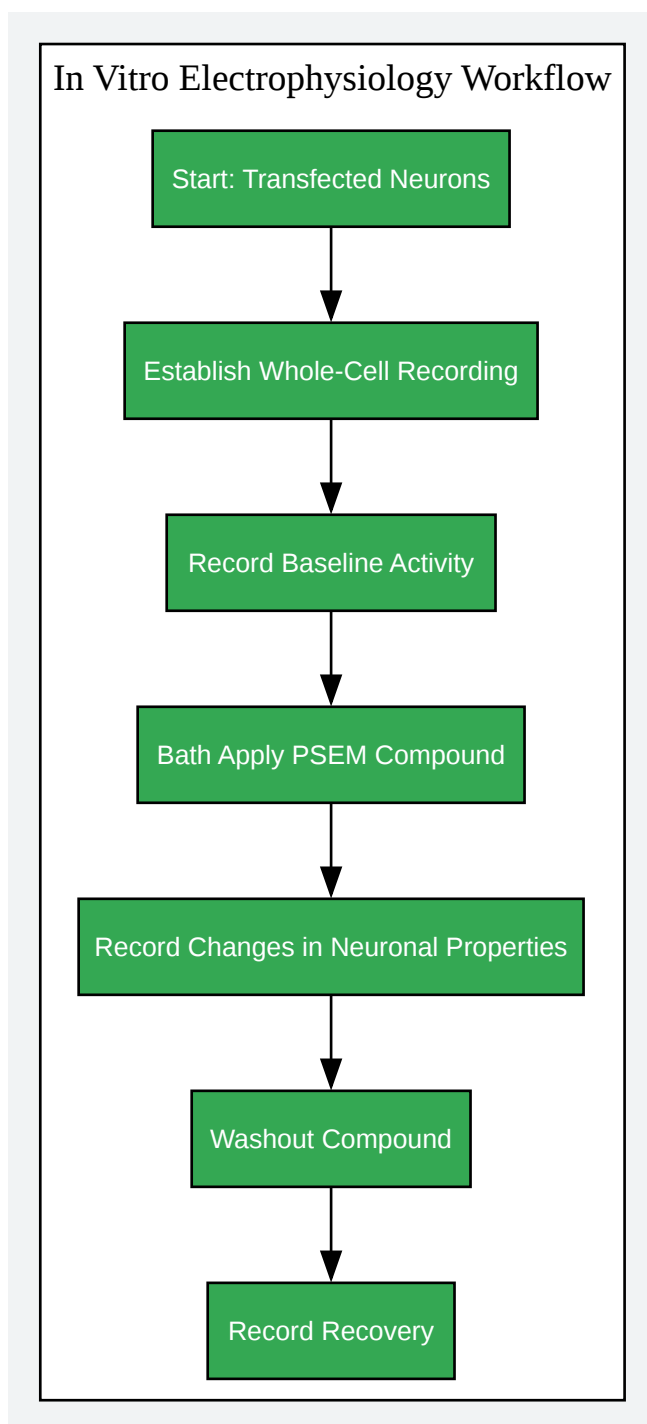 In Vitro Electrophysiology Workflow
Start: Transfected Neurons
Establish Whole-Cell Recording
Record Baseline Activity
Bath Apply PSEM Compound
Record Changes in Neuronal Properties
Washout Compound
Record Recovery